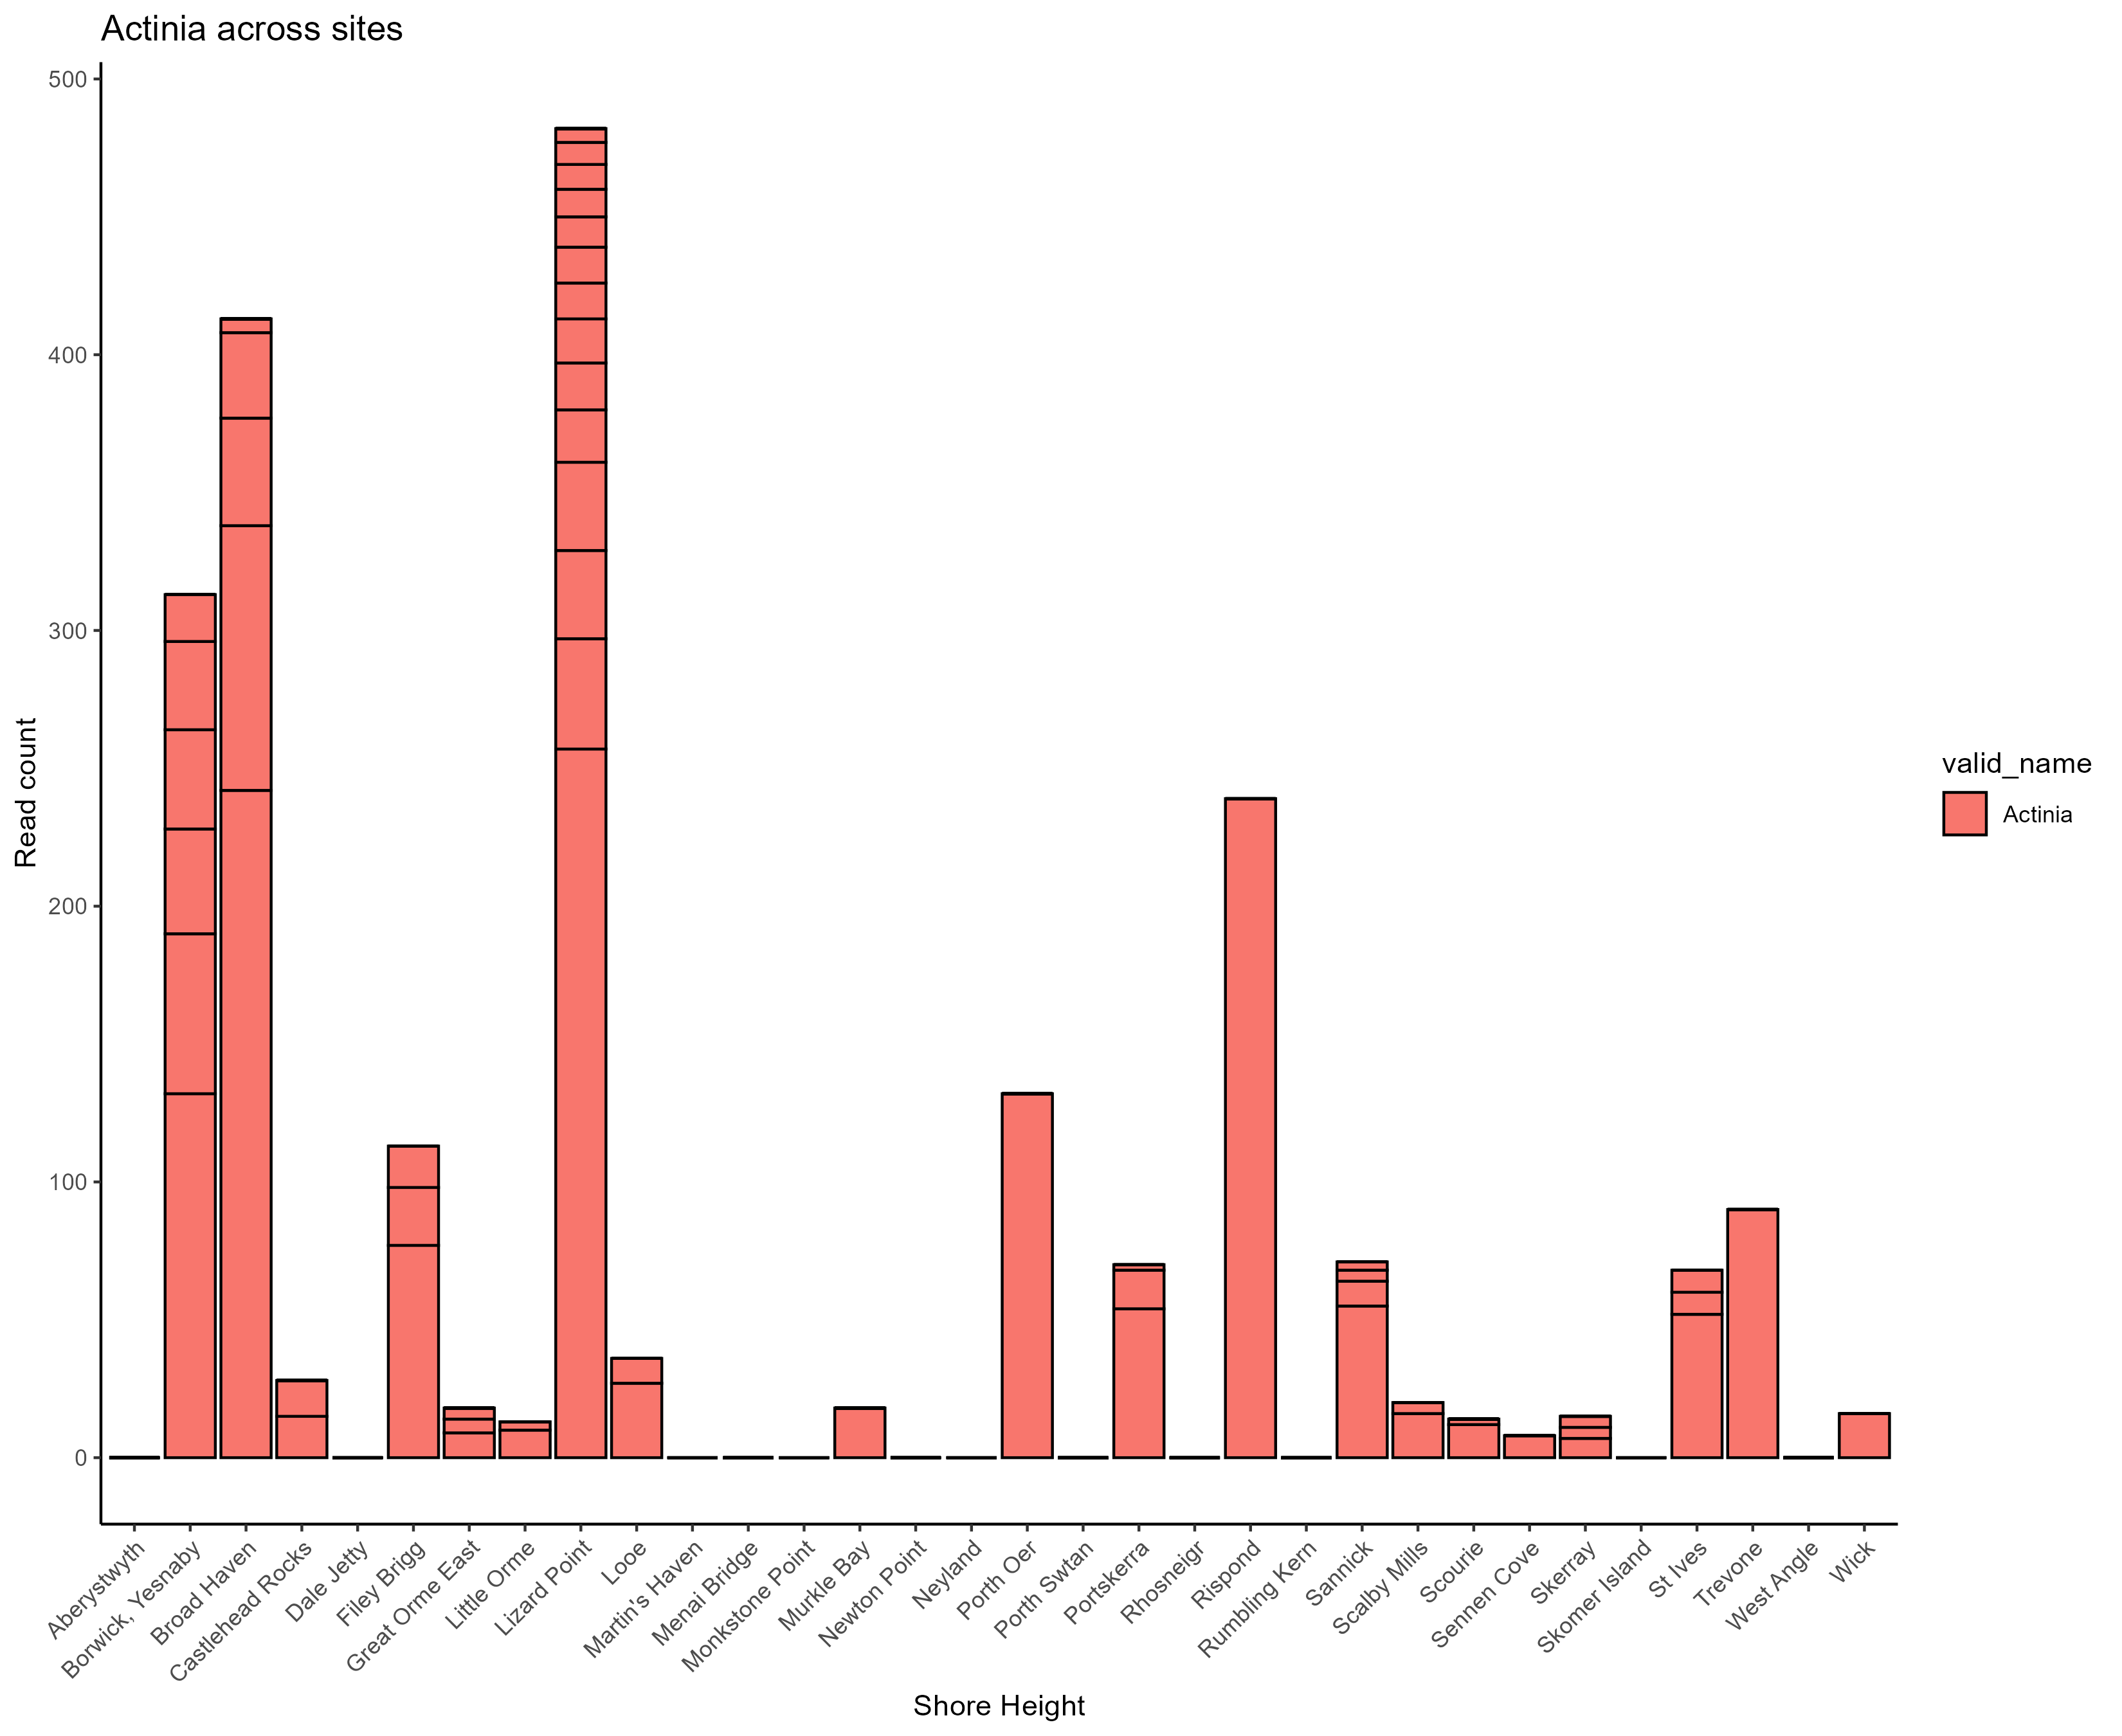 Actinia across sites
500
400
300
200
100
0
Read count
Aberystwyth
Borwick, Yesnaby
Broad Haven
Castlehead Rocks
Dale Jetty
Filey Brigg
Great Orme East
Little Orme
Lizard Point
Looe
Martin's Haven
Menai Bridge
Monkstone Point
Murkle Bay
Newton Point
Neyland
Porth Oer
Porth Swtan
Portskerra
Rhosneigr
Rispond
Rumbling Kern
Sannick
Scalby Mills
Scourie
Sennen Cove
Skerray
Skomer Island
St Ives
Trevone
West Angle
Wick
Shore Height
valid_name
Actinia